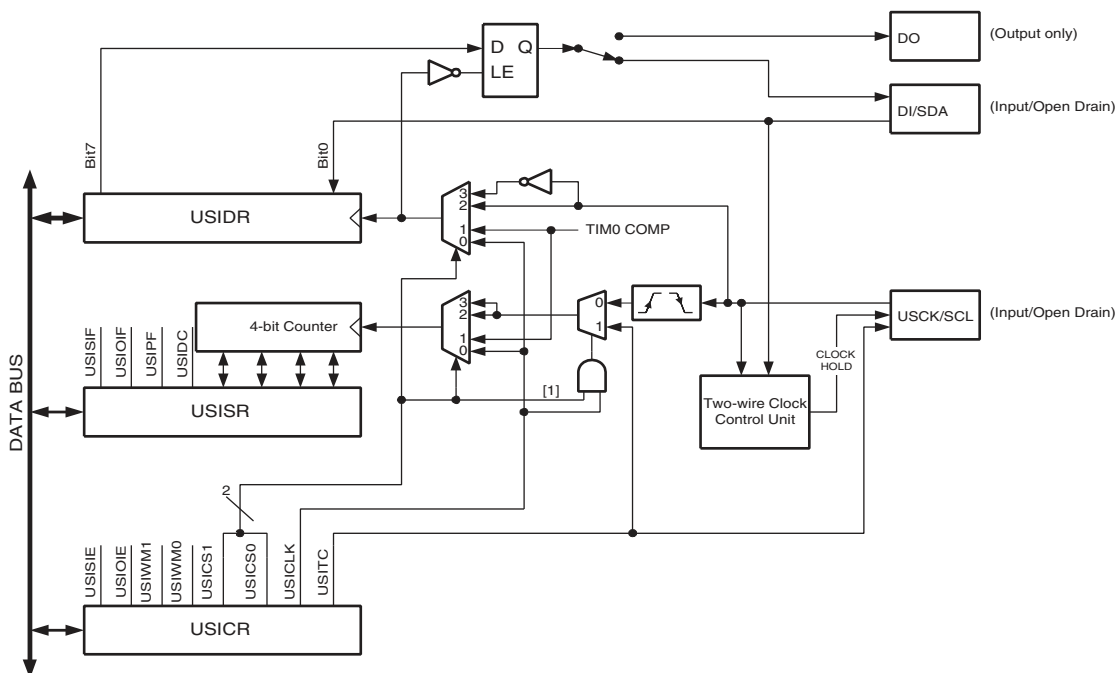 D Q
LE
DO
(Output only)
DI/SDA
(Input/Open Drain)
Bit7
Bit0
USIDR
3
2
1
0
TIM0 COMP
DATA BUS
USISIF
USIOIF
USIPF
USIDC
4-bit Counter
3
2
1
0
0
1
USCK/SCL
(Input/Open Drain)
CLOCK
HOLD
[1]
Two-wire Clock
Control Unit
USISR
2
USISIE
USIOIE
USIWM1
USIWM0
USICS1
USICS0
USICLK
USITC
USICR